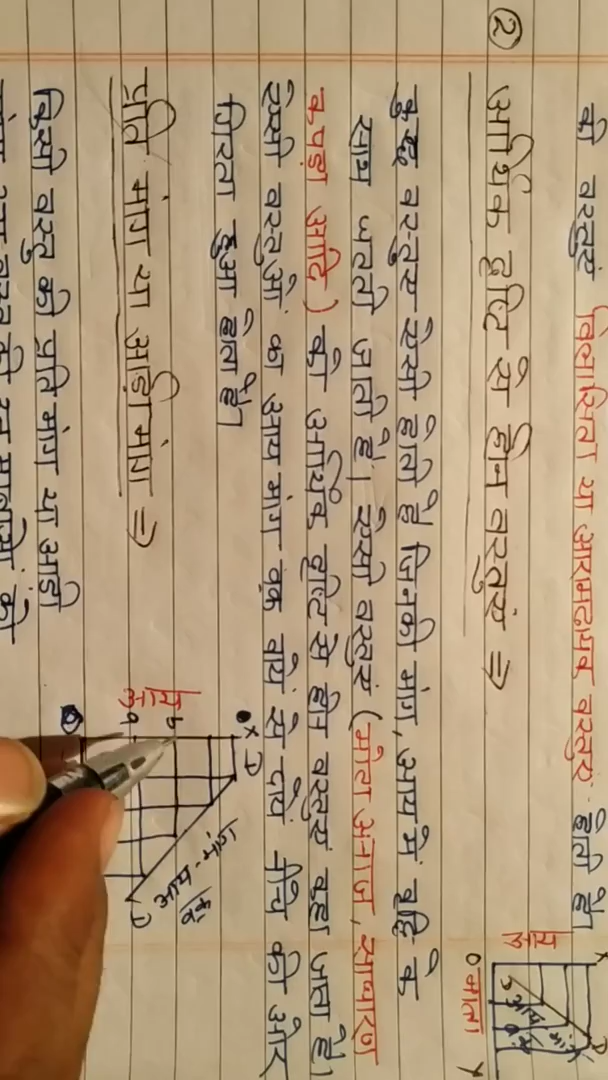 की वस्तुएं विलासिता या आरामदायक वस्तुएं होती है।
② आर्थिक दृष्टि से हीन वस्तुएं ⇒
कुछ वस्तुएं ऐसी होती हैं जिनकी मांग, आय में वृद्धि के
साथ घटती जाती है। ऐसी वस्तुएं (मोटा अनाज, साधारण
कपड़ा आदि) को आर्थिक दृष्टि से हीन वस्तुएं कहा जाता है।
ऐसी वस्तुओं का आय मांग वक्र बायें से दायें नीचे की ओर
गिरता हुआ होता है।
प्रति मांग या आड़ी मांग ⇒
किसी वस्तु की प्रति मांग या आड़ी
X
D
मूल्य
b
a
O
D
X
मूल्य
O मात्रा Y
D